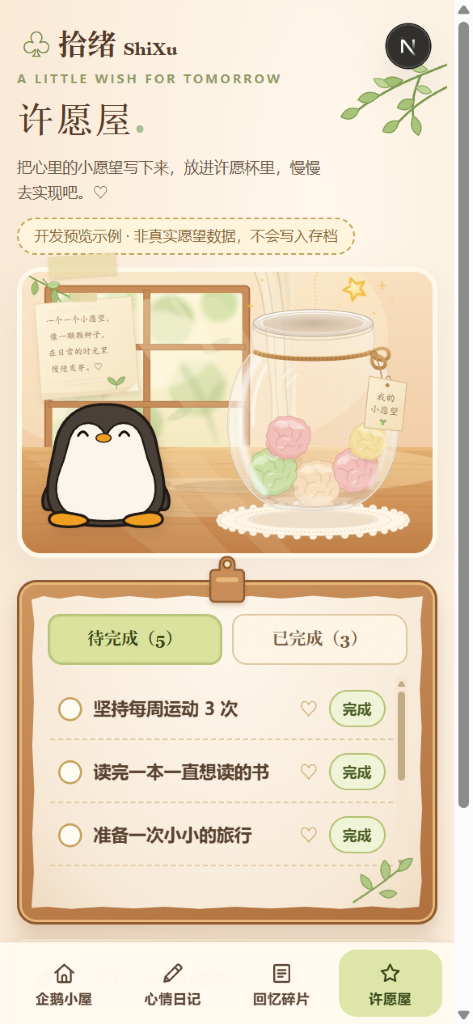 拾绪 ShiXu
N
A LITTLE WISH FOR TOMORROW
许愿屋.
把心里的小愿望写下来，放进许愿杯里，慢慢
去实现吧。♡
开发预览示例 · 非真实愿望数据，不会写入存档
一个一个小愿望，
像一颗颗种子，
在日常的时光里
慢慢发芽。♡
我的
小愿望
待完成（5）
已完成（3）
坚持每周运动 3 次 ♡ 完成
读完一本一直想读的书 ♡ 完成
准备一次小小的旅行 ♡ 完成
企鹅小屋
心情日记
回忆碎片
许愿屋